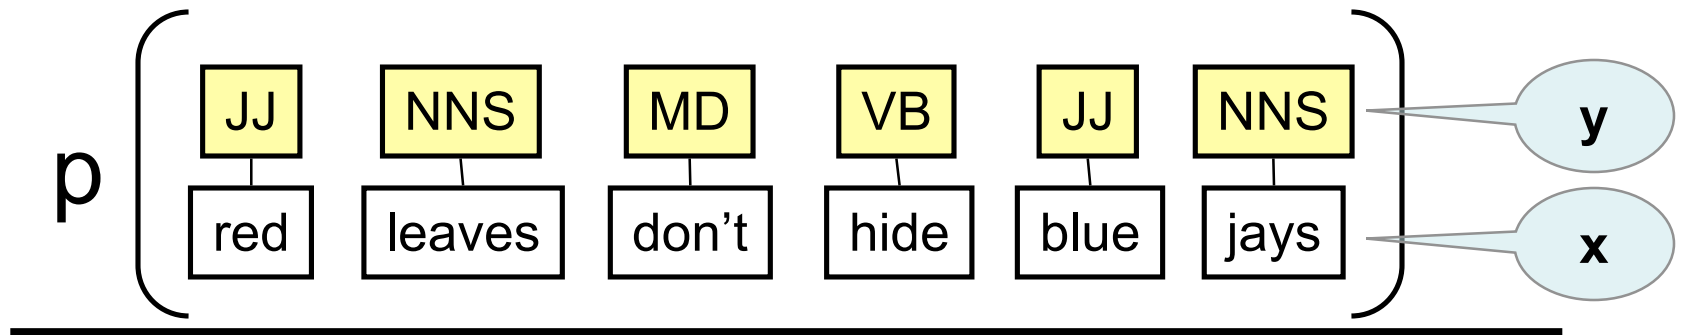 JJ NNS MD VB JJ NNS y
p
red leaves don’t hide blue jays x